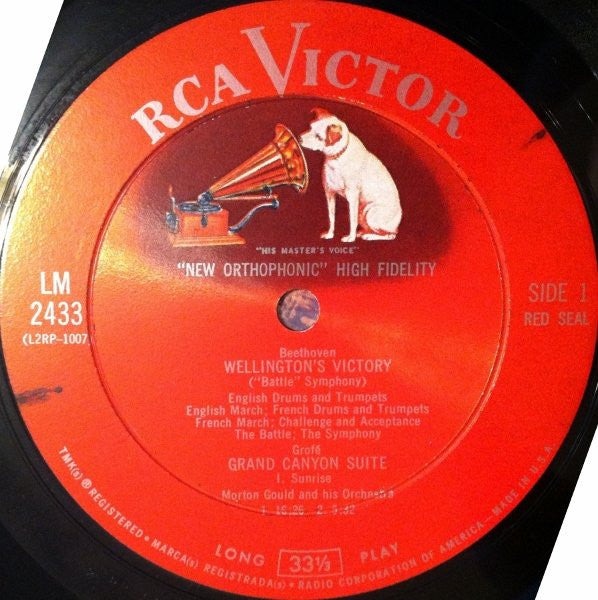 RCA VICTOR
"HIS MASTER'S VOICE"
"NEW ORTHOPHONIC" HIGH FIDELITY
LM
2433
(L2RP-1007
SIDE 1
RED SEAL
Beethoven
WELLINGTON'S VICTORY
("Battle" Symphony)
English Drums and Trumpets
English March; French Drums and Trumpets
French March; Challenge and Acceptance
The Battle; The Symphony
Grofé
GRAND CANYON SUITE
I. Sunrise
Morton Gould and his Orchestra
1. 16:26 2. 5:32
LONG 33⅓ PLAY
TMK(s) ® REGISTERED • MARCA(s) REGISTRADA(s) • RADIO CORPORATION OF AMERICA—MADE IN U.S.A.